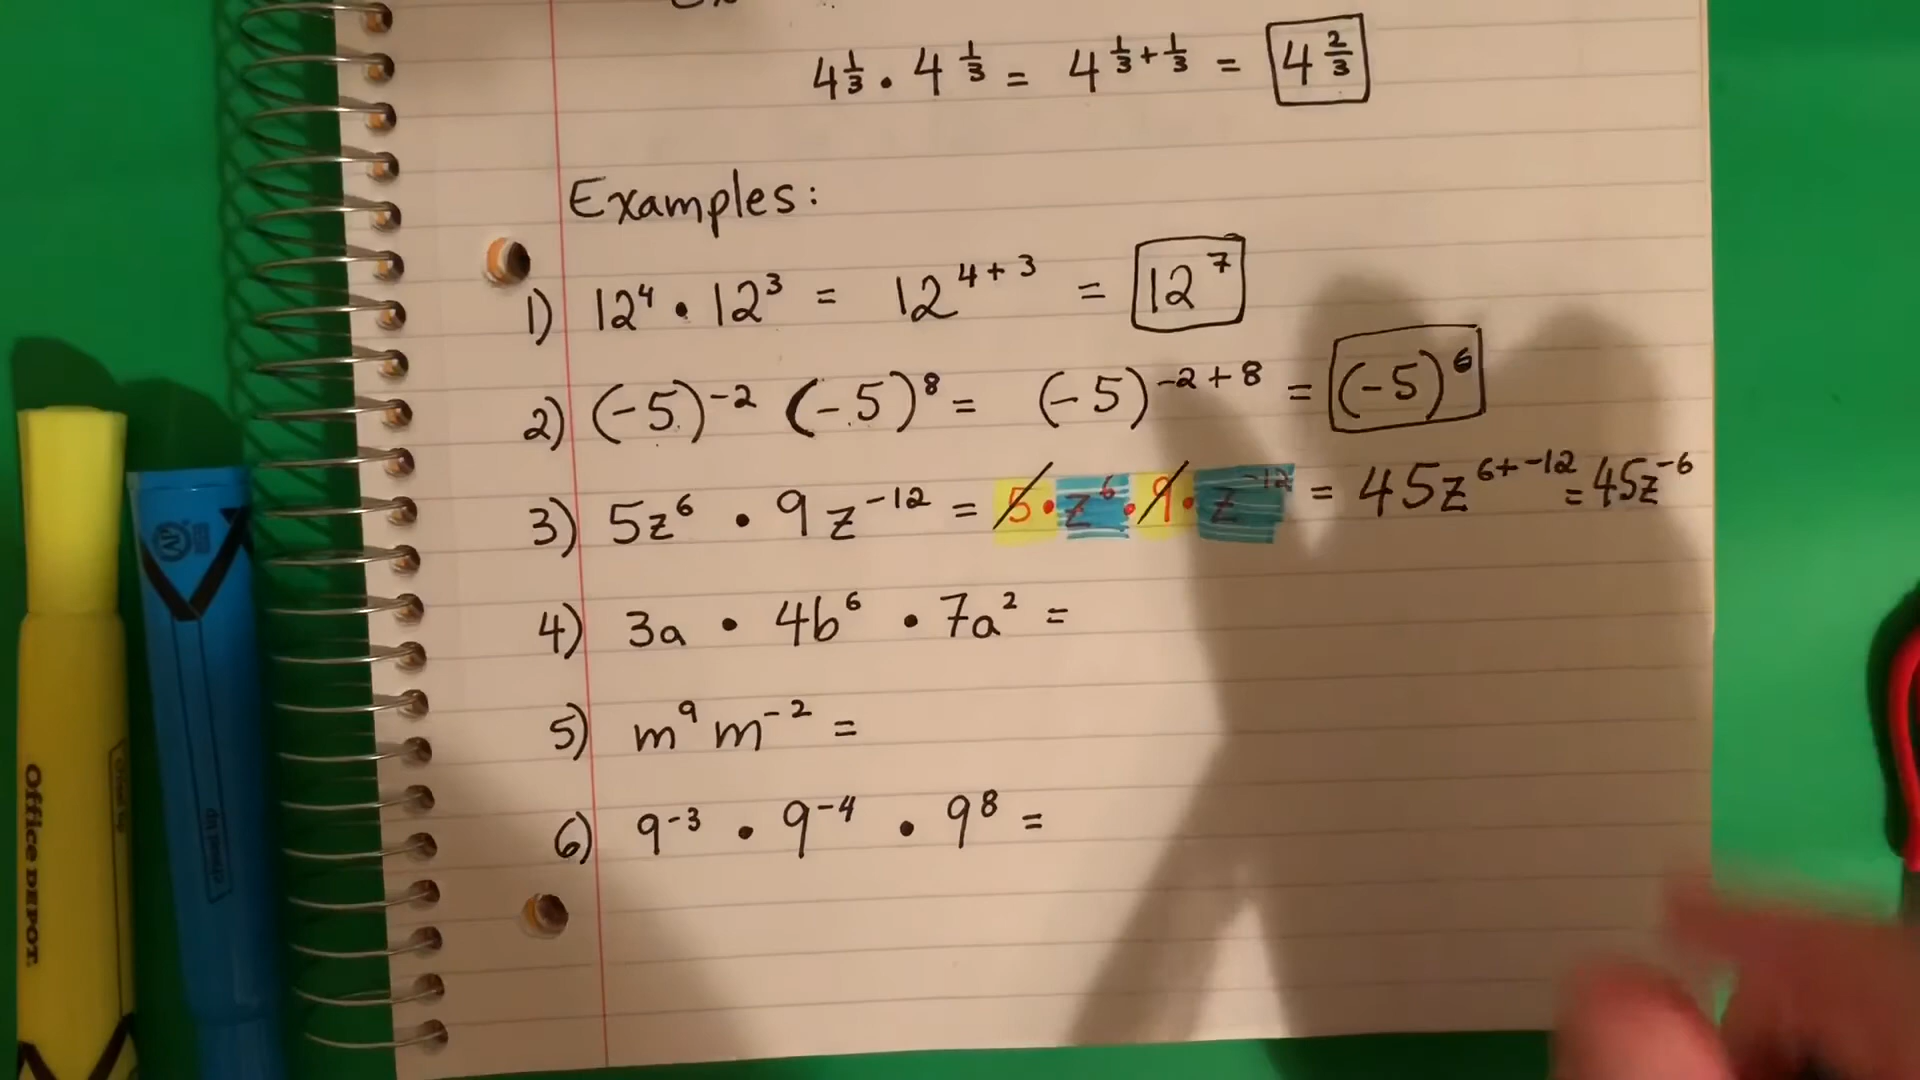 4^{1/3} · 4^{1/3} = 4^{1/3 + 1/3} = 4^{2/3}
Examples:
1) 12^4 · 12^3 = 12^{4+3} = 12^7
2) (-5)^{-2} (-5)^8 = (-5)^{-2+8} = (-5)^6
3) 5z^6 · 9z^{-12} = 5 · z^6 · 9 · z^{-12} = 45z^{6+-12} = 45z^{-6}
4) 3a · 4b^6 · 7a^2 =
5) m^9 m^{-2} =
6) 9^{-3} · 9^{-4} · 9^8 =
Office DEPOT